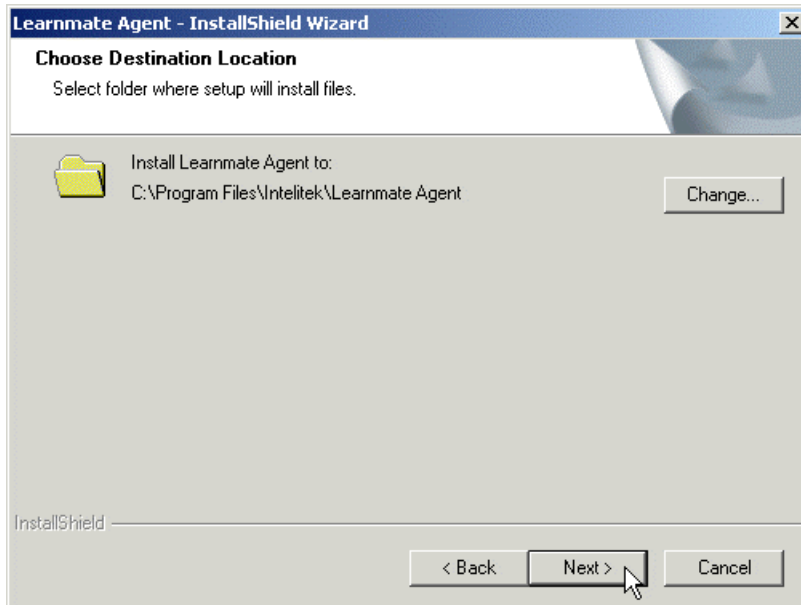 Learnmate Agent - InstallShield Wizard
Choose Destination Location
Select folder where setup will install files.
Install Learnmate Agent to:
C:\Program Files\Intelitek\Learnmate Agent
Change...
InstallShield
< Back
Next >
Cancel